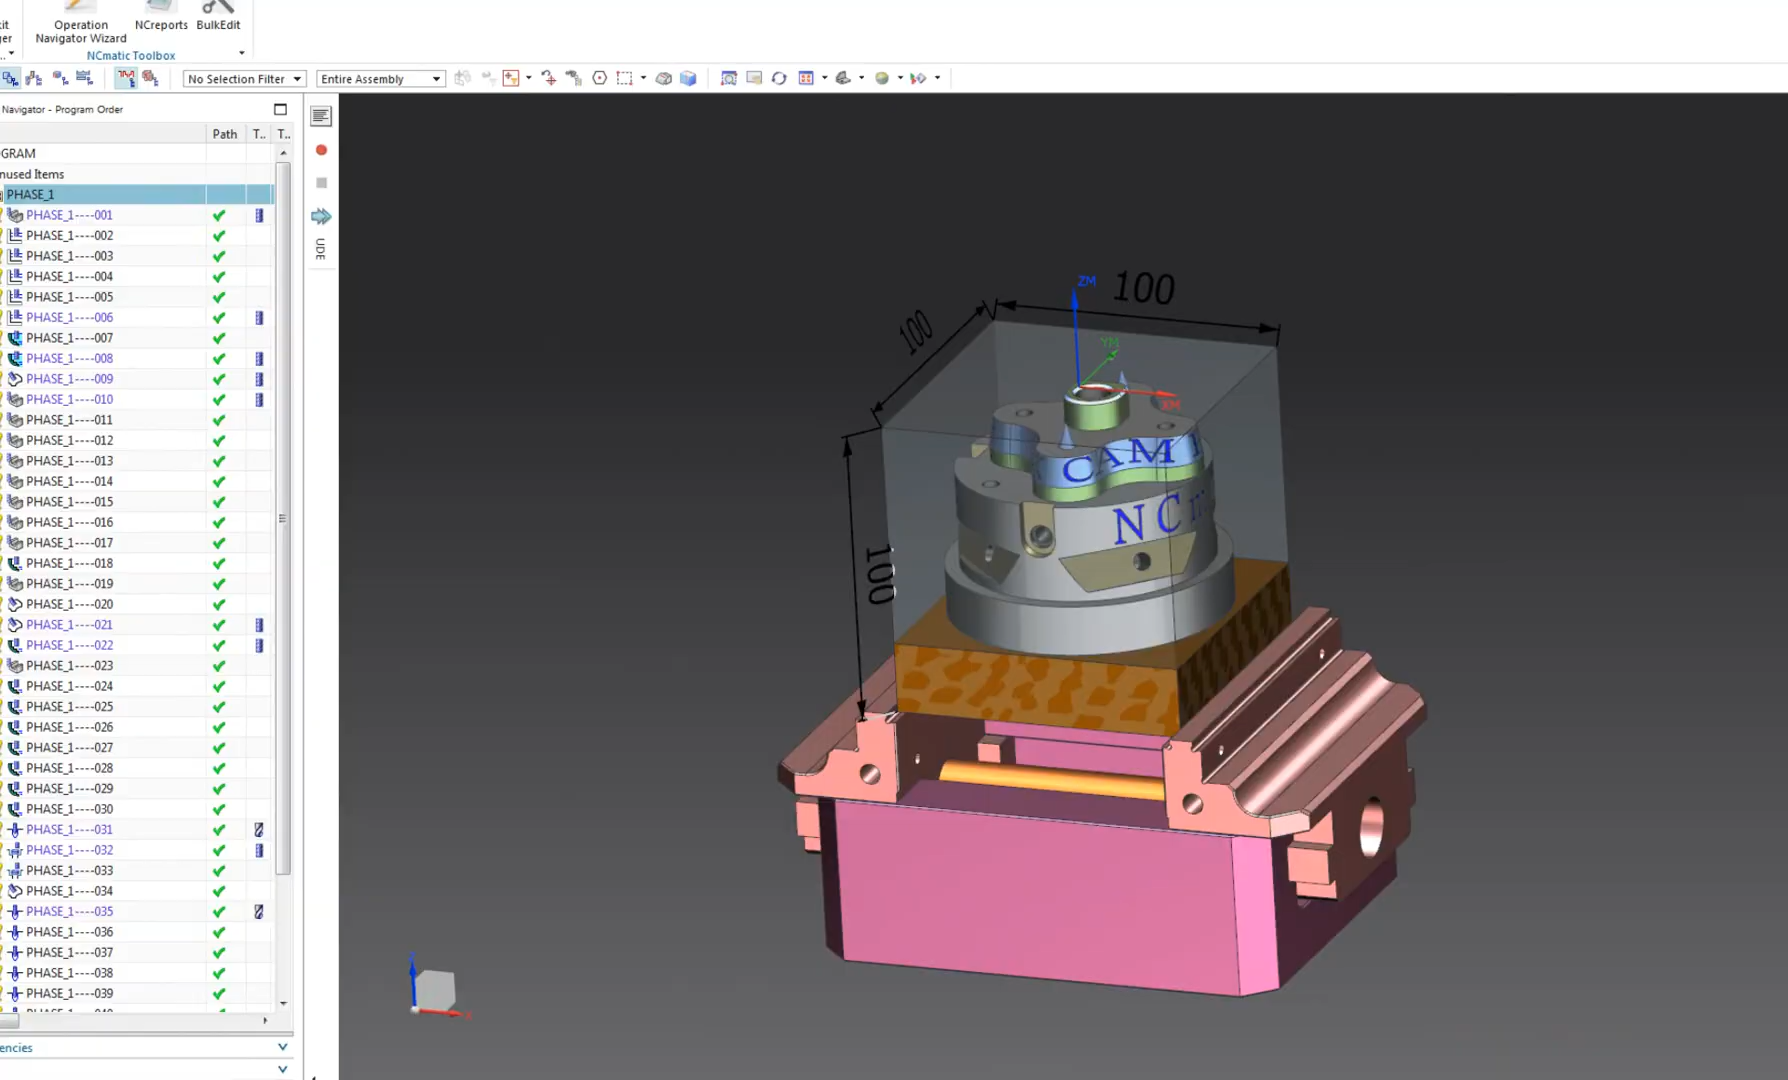 Operation
Navigator Wizard
NCreports
BulkEdit
NCmatic Toolbox
No Selection Filter
Entire Assembly
Navigator - Program Order
Path
T..
T..
PHASE_1
PHASE_1----001
PHASE_1----002
PHASE_1----003
PHASE_1----004
PHASE_1----005
PHASE_1----006
PHASE_1----007
PHASE_1----008
PHASE_1----009
PHASE_1----010
PHASE_1----011
PHASE_1----012
PHASE_1----013
PHASE_1----014
PHASE_1----015
PHASE_1----016
PHASE_1----017
PHASE_1----018
PHASE_1----019
PHASE_1----020
PHASE_1----021
PHASE_1----022
PHASE_1----023
PHASE_1----024
PHASE_1----025
PHASE_1----026
PHASE_1----027
PHASE_1----028
PHASE_1----029
PHASE_1----030
PHASE_1----031
PHASE_1----032
PHASE_1----033
PHASE_1----034
PHASE_1----035
PHASE_1----036
PHASE_1----037
PHASE_1----038
PHASE_1----039
UDE
ZM
100
100
YM
XM
CAM
NC
100